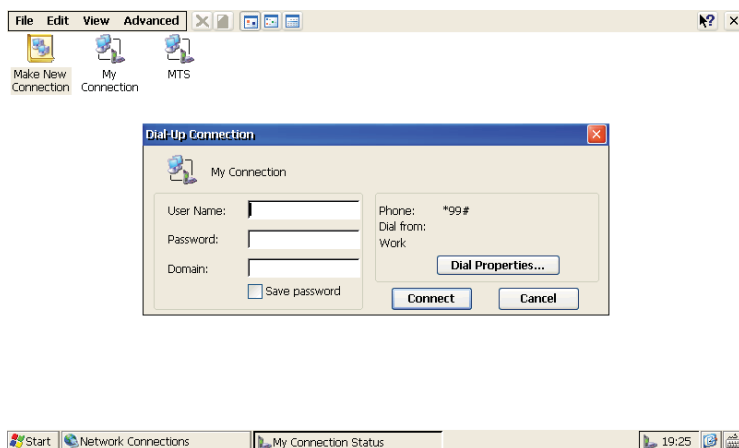 File Edit View Advanced
Make New Connection
My Connection
MTS
Dial-Up Connection
My Connection
User Name:
Password:
Domain:
Save password
Phone: *99#
Dial from:
Work
Dial Properties...
Connect Cancel
Start Network Connections My Connection Status 19:25